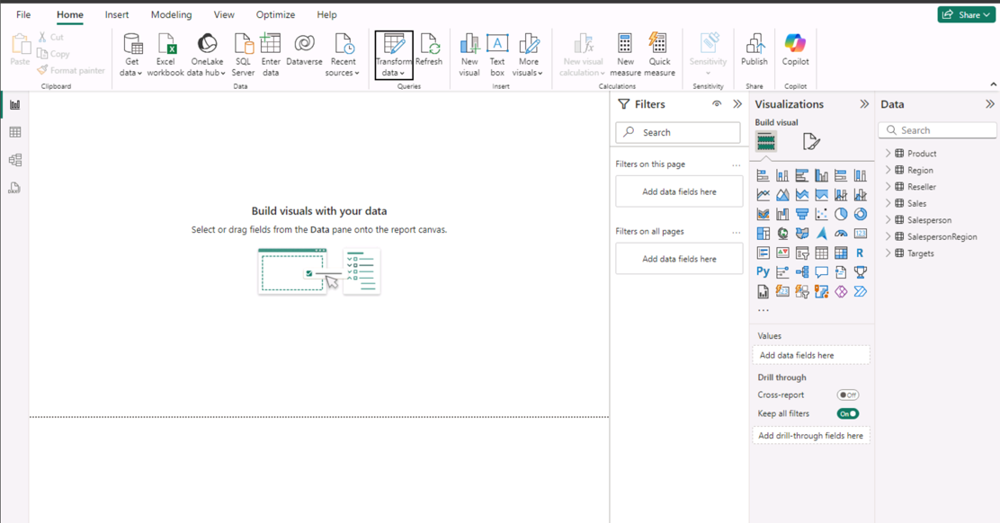 File Home Insert Modeling View Optimize Help
Share
Paste
Cut
Copy
Format painter
Clipboard
Get data
Excel workbook
OneLake data hub
SQL Server
Enter data
Dataverse
Recent sources
Data
Transform data
Refresh
Queries
New visual
Text box
More visuals
Insert
New visual calculation
New measure
Quick measure
Calculations
Sensitivity
Sensitivity
Publish
Share
Copilot
Copilot
Build visuals with your data
Select or drag fields from the Data pane onto the report canvas.
Filters
Search
Filters on this page
Add data fields here
Filters on all pages
Add data fields here
Visualizations
Build visual
R
Py
123
Values
Add data fields here
Drill through
Cross-report
Off
Keep all filters
On
Add drill-through fields here
Data
Search
Product
Region
Reseller
Sales
Salesperson
SalespersonRegion
Targets